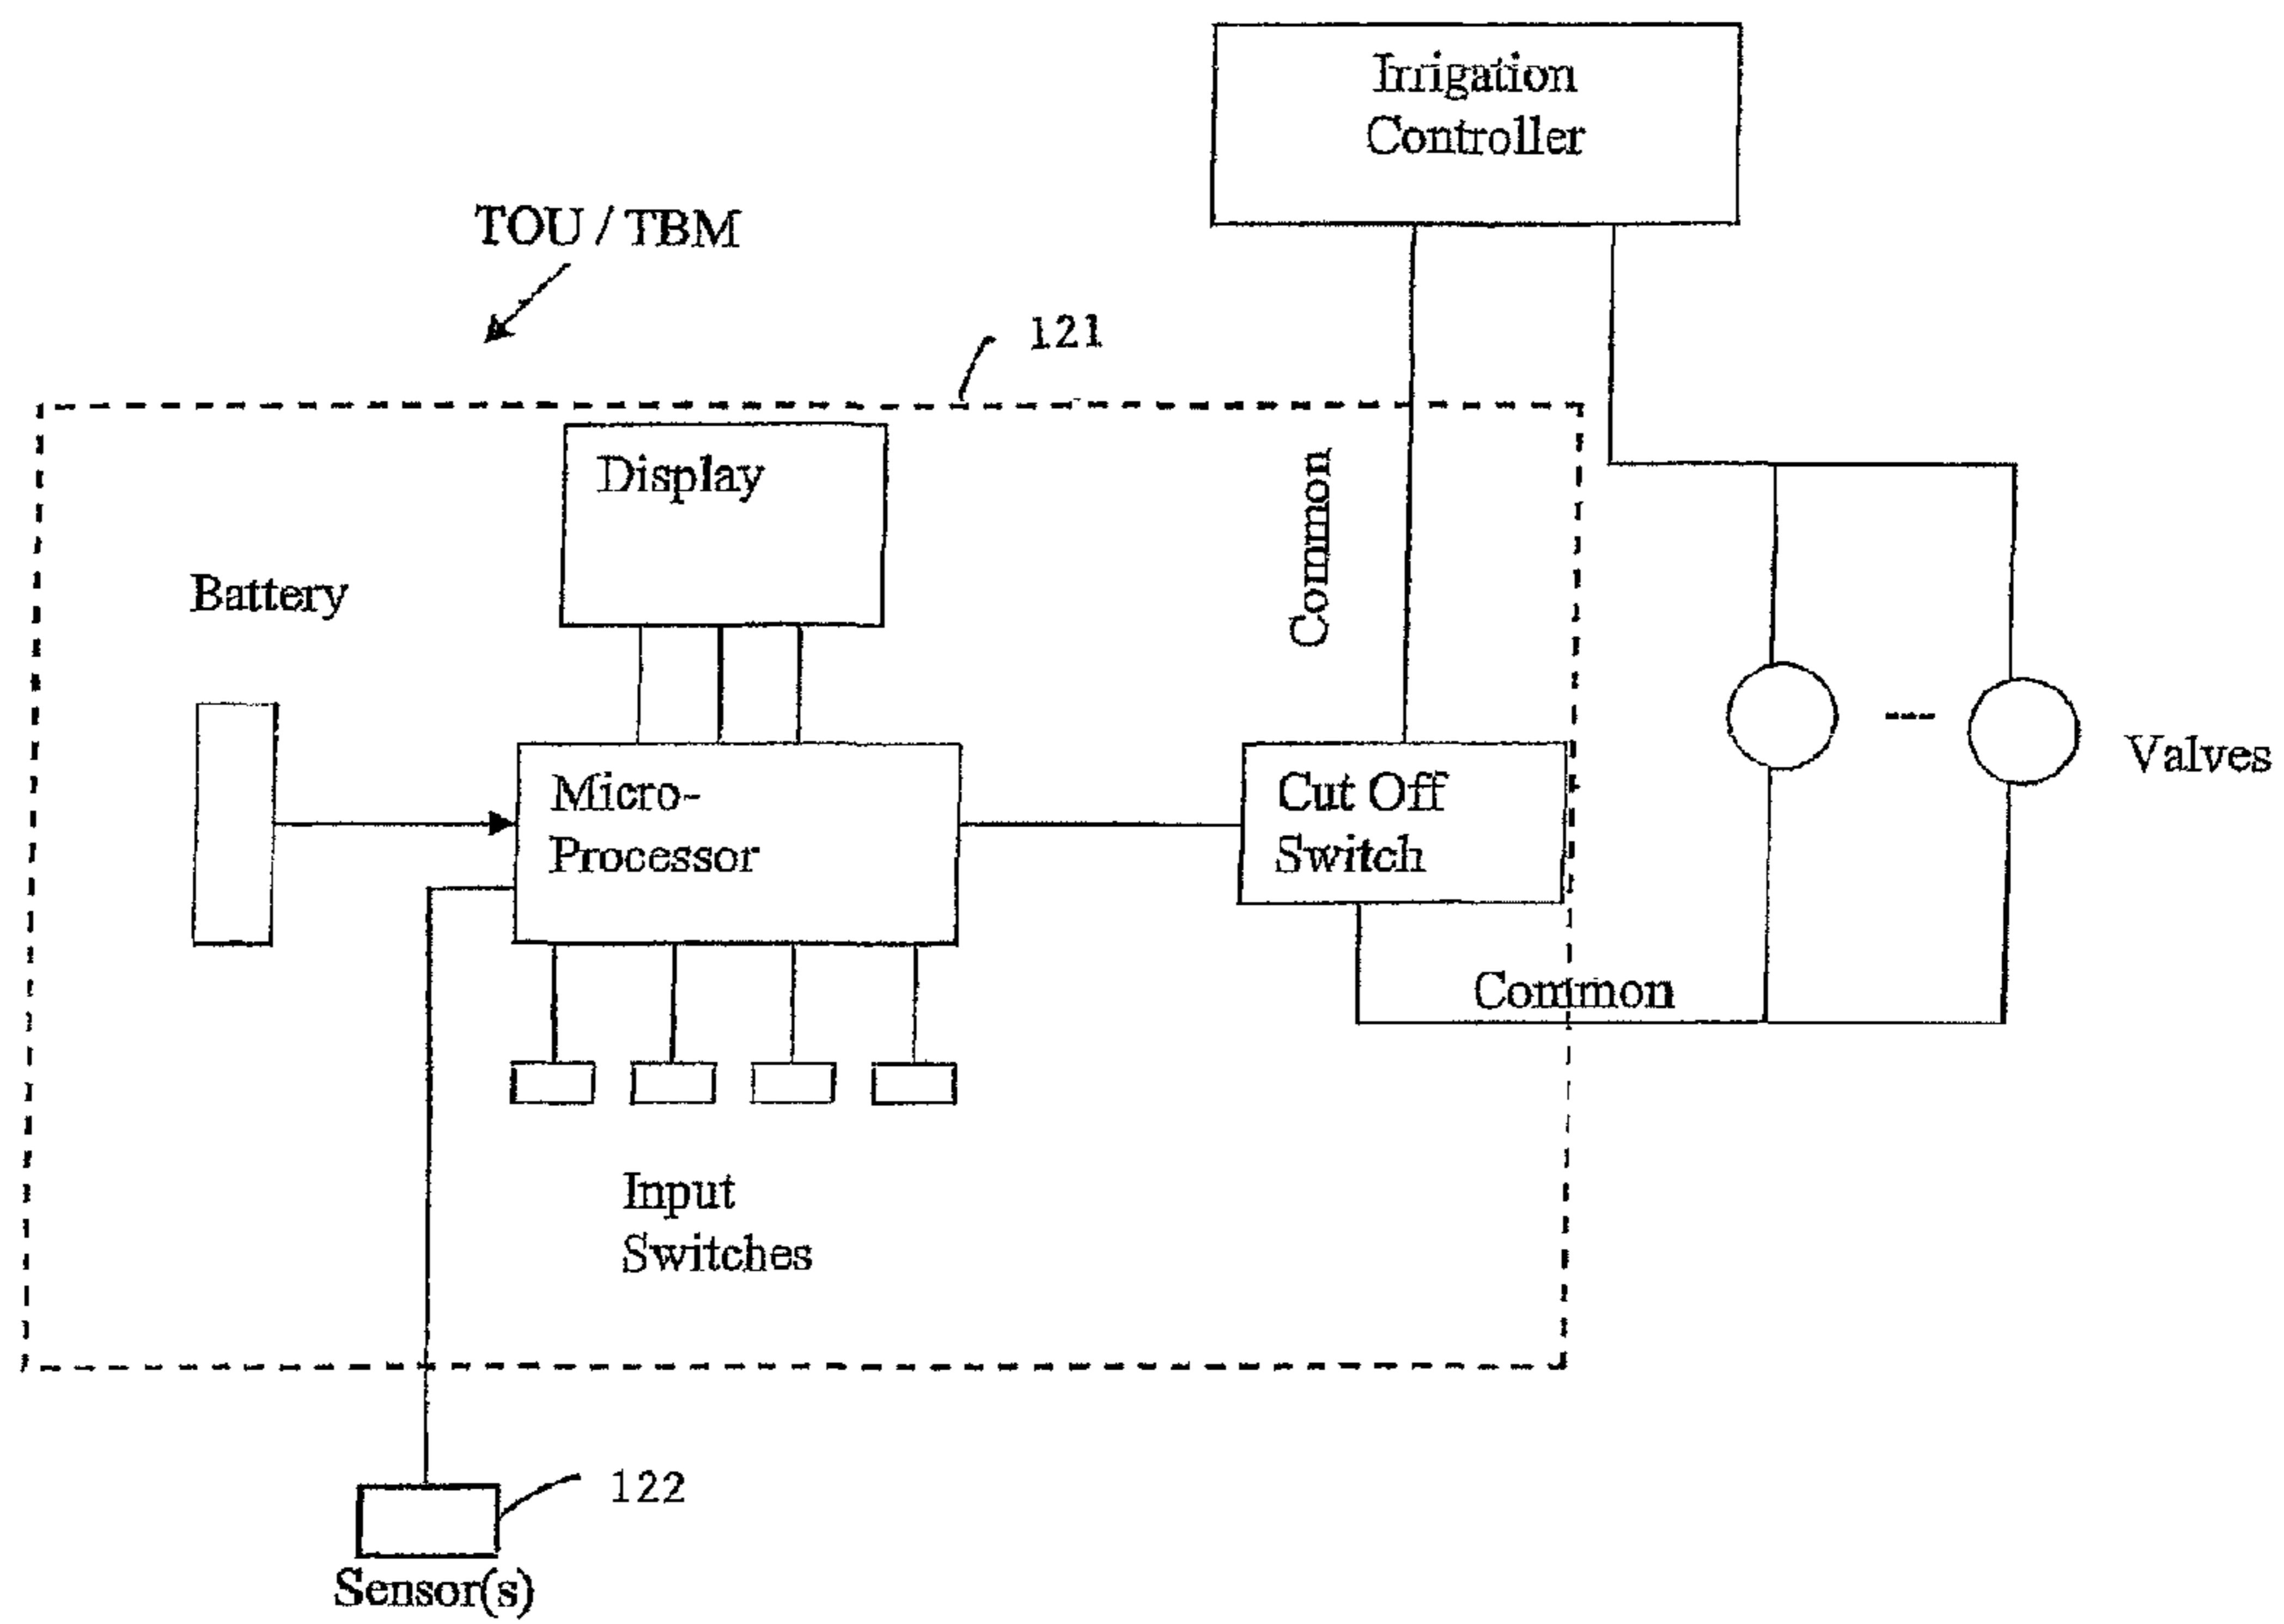 Irrigation
Controller
TOU / TBM
121
Display
Common
Battery
Micro-
Processor
Cut Off
Switch
Valves
Common
Input
Switches
122
Sensor(s)